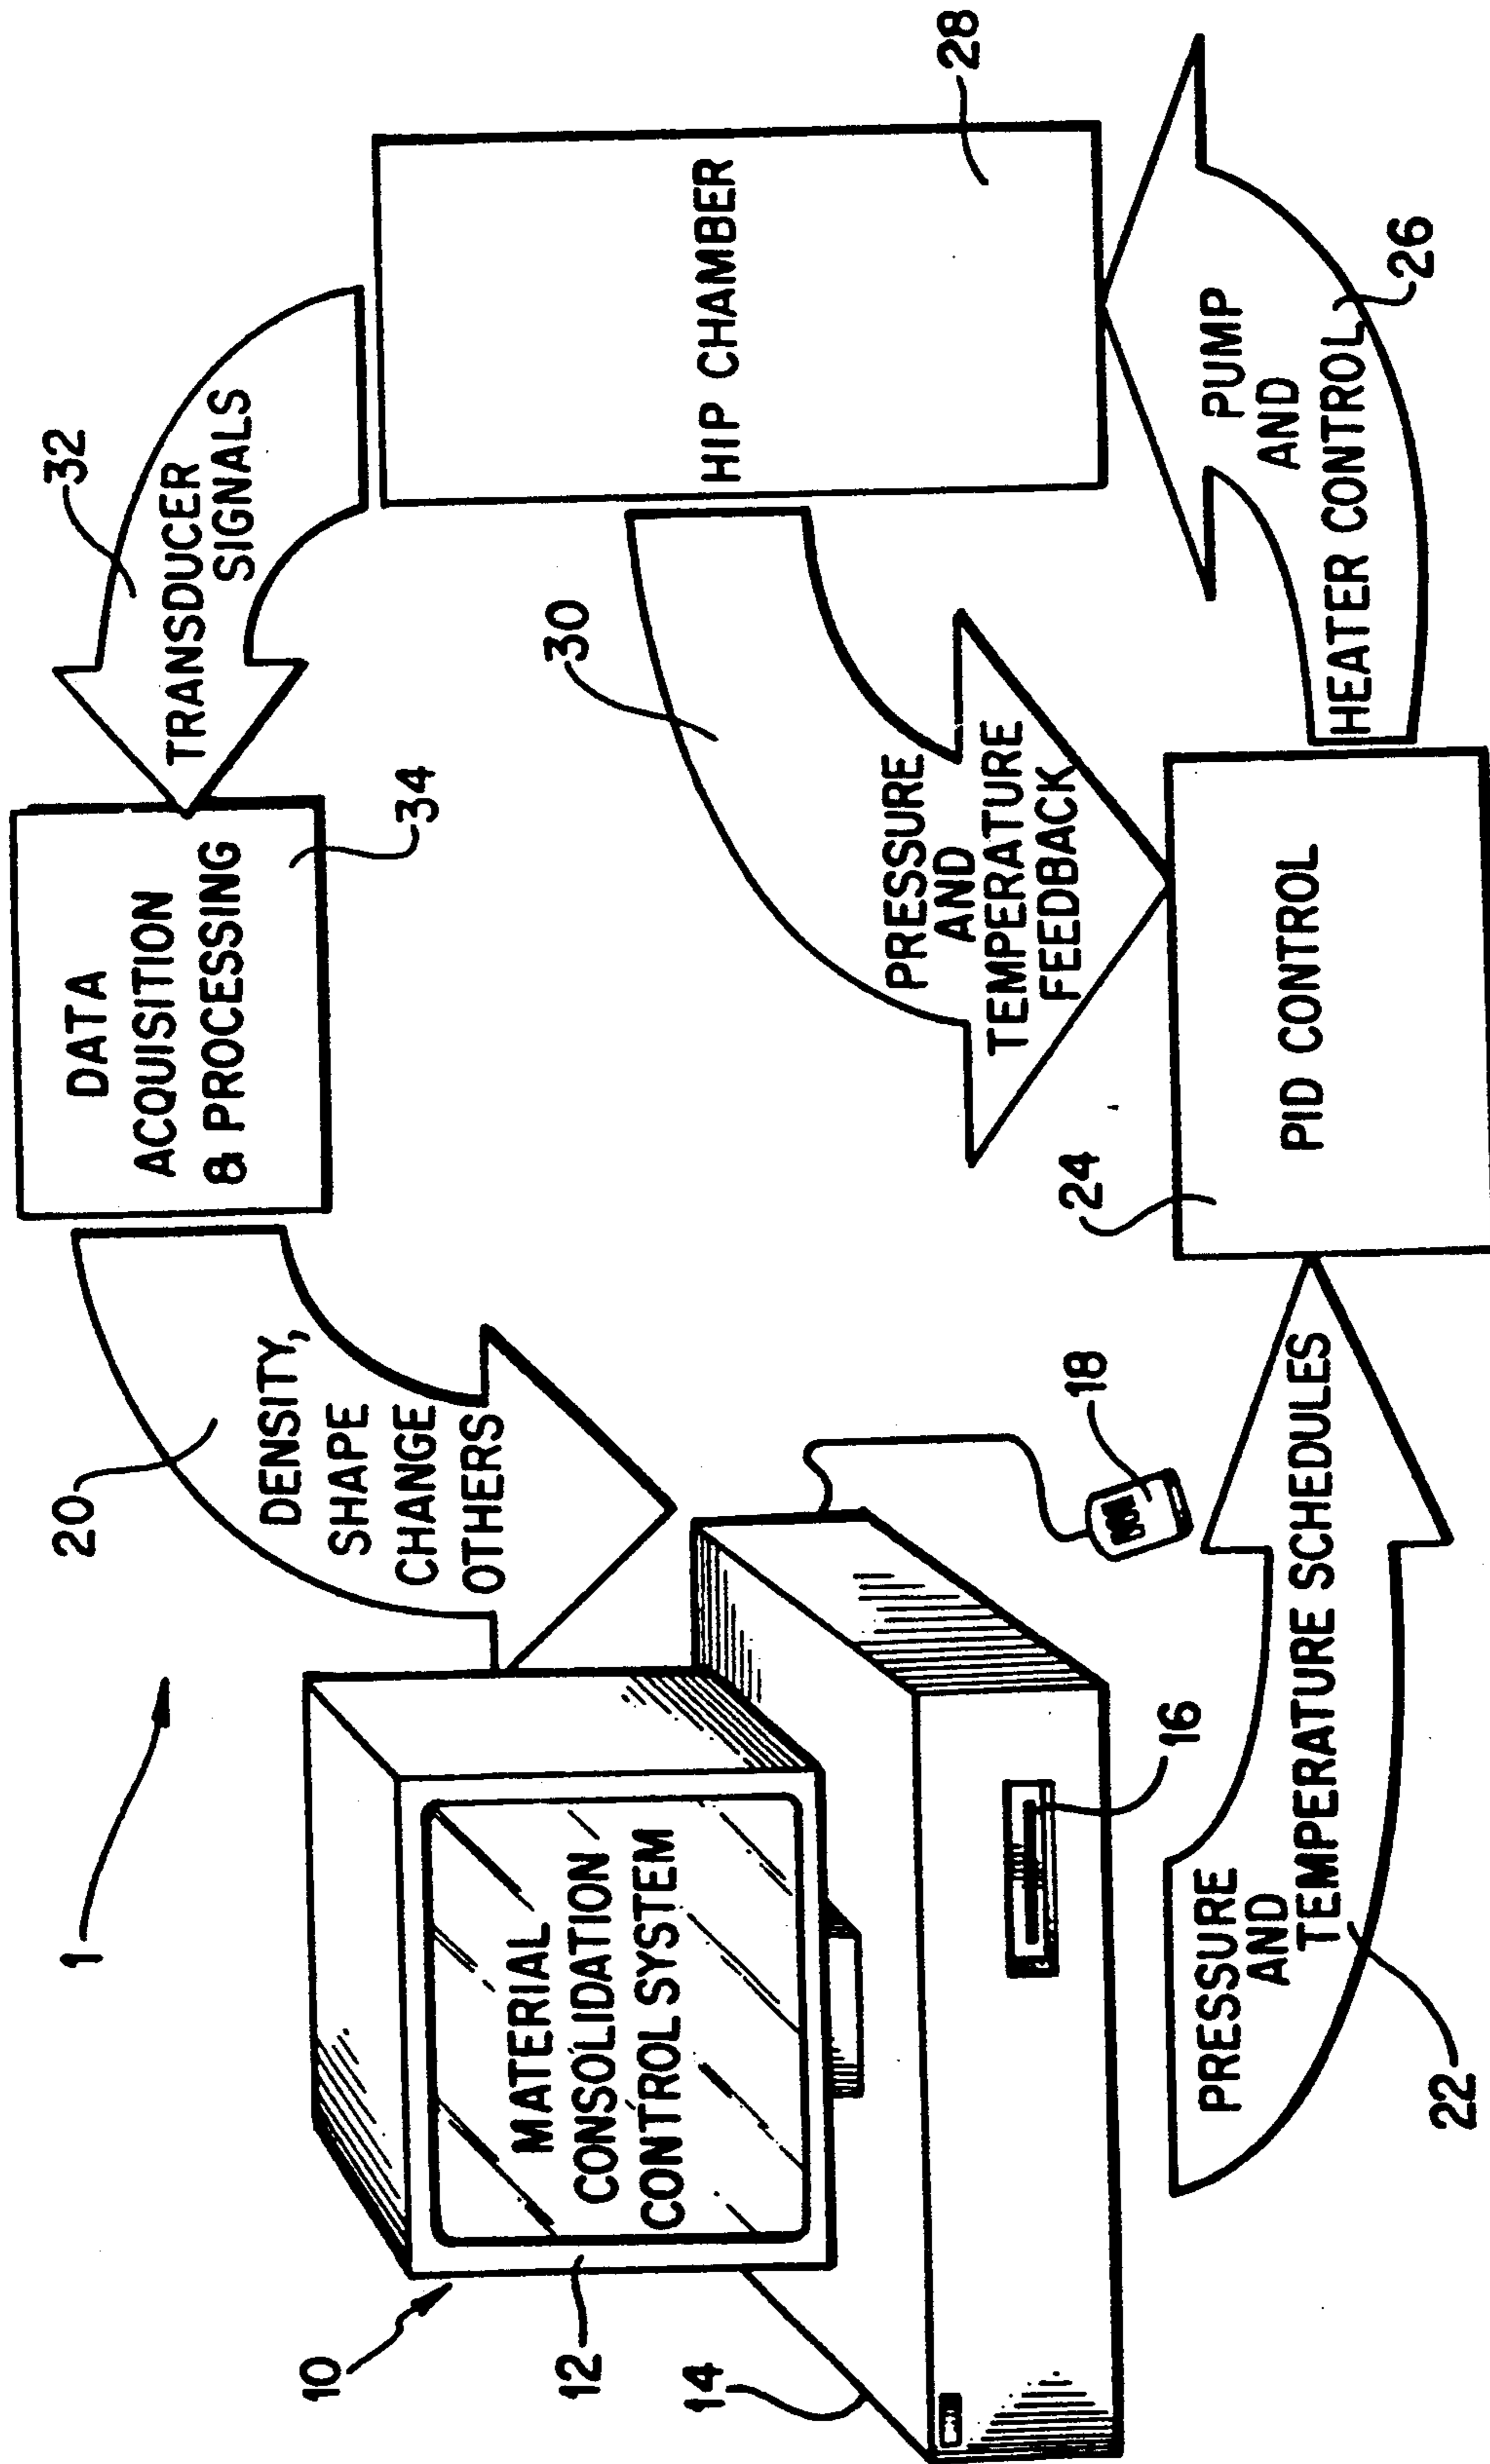 1
20
DENSITY,
SHAPE
CHANGE
OTHERS
DATA
ACQUISITION
& PROCESSING
34
32
TRANSDUCER
SIGNALS
10
12
14
MATERIAL
CONSOLIDATION
CONTROL SYSTEM
16
18
30
PRESSURE
AND
TEMPERATURE
FEEDBACK
HIP CHAMBER
28
22
PRESSURE
AND
TEMPERATURE SCHEDULES
24
PID CONTROL
PUMP
AND
HEATER CONTROL
26